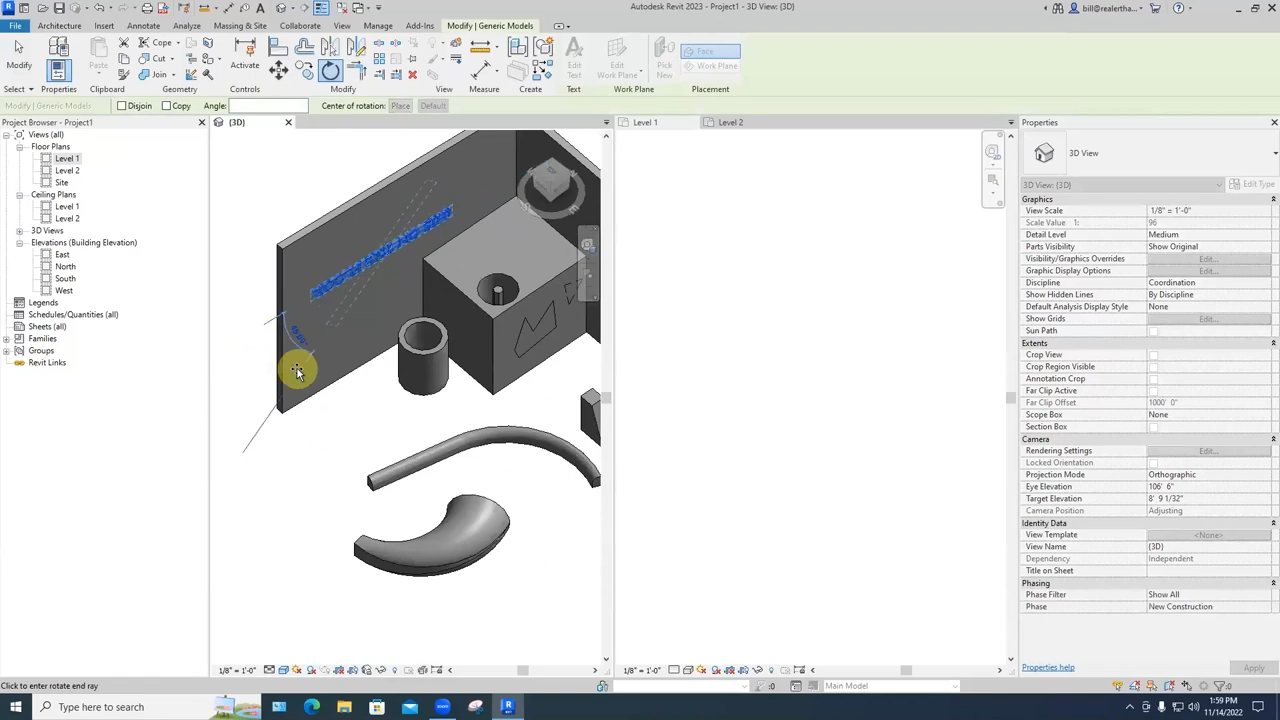 Autodesk Revit 2023 - Project1 - 3D View: {3D}
bill@realertha...
File Architecture Insert Annotate Analyze Massing & Site Collaborate View Manage Add-Ins Modify | Generic Models
Modify
Paste
Cope
Cut
Join
Activate
Edit
Text
Edit
Work Plane
Pick
New
Face
Work Plane
Select Properties Clipboard Geometry Controls Modify View Measure Create Text Work Plane Placement
Modify | Generic Models Disjoin Copy Angle: Center of rotation: Place Default
Project Browser - Project1
Views (all)
Floor Plans
Level 1
Level 2
Site
Ceiling Plans
Level 1
Level 2
3D Views
Elevations (Building Elevation)
East
North
South
West
Legends
Schedules/Quantities (all)
Sheets (all)
Families
Groups
Revit Links
{3D}
Level 1 Level 2
Properties
3D View
3D View: {3D} Edit Type
Graphics
View Scale 1/8" = 1'-0"
Scale Value 1: 96
Detail Level Medium
Parts Visibility Show Original
Visibility/Graphics Overrides Edit...
Graphic Display Options Edit...
Discipline Coordination
Show Hidden Lines By Discipline
Default Analysis Display Style None
Show Grids Edit...
Sun Path
Extents
Crop View
Crop Region Visible
Annotation Crop
Far Clip Active
Far Clip Offset 1000' 0"
Scope Box None
Section Box
Camera
Rendering Settings Edit...
Locked Orientation
Projection Mode Orthographic
Eye Elevation 106' 6"
Target Elevation 8' 9 1/32"
Camera Position Adjusting
Identity Data
View Template <None>
View Name {3D}
Dependency Independent
Title on Sheet
Phasing
Phase Filter Show All
Phase New Construction
Properties help Apply
1/8" = 1'-0"
1/8" = 1'-0"
Click to enter rotate end ray :0 Main Model :0
Type here to search
1:59 PM
11/14/2022